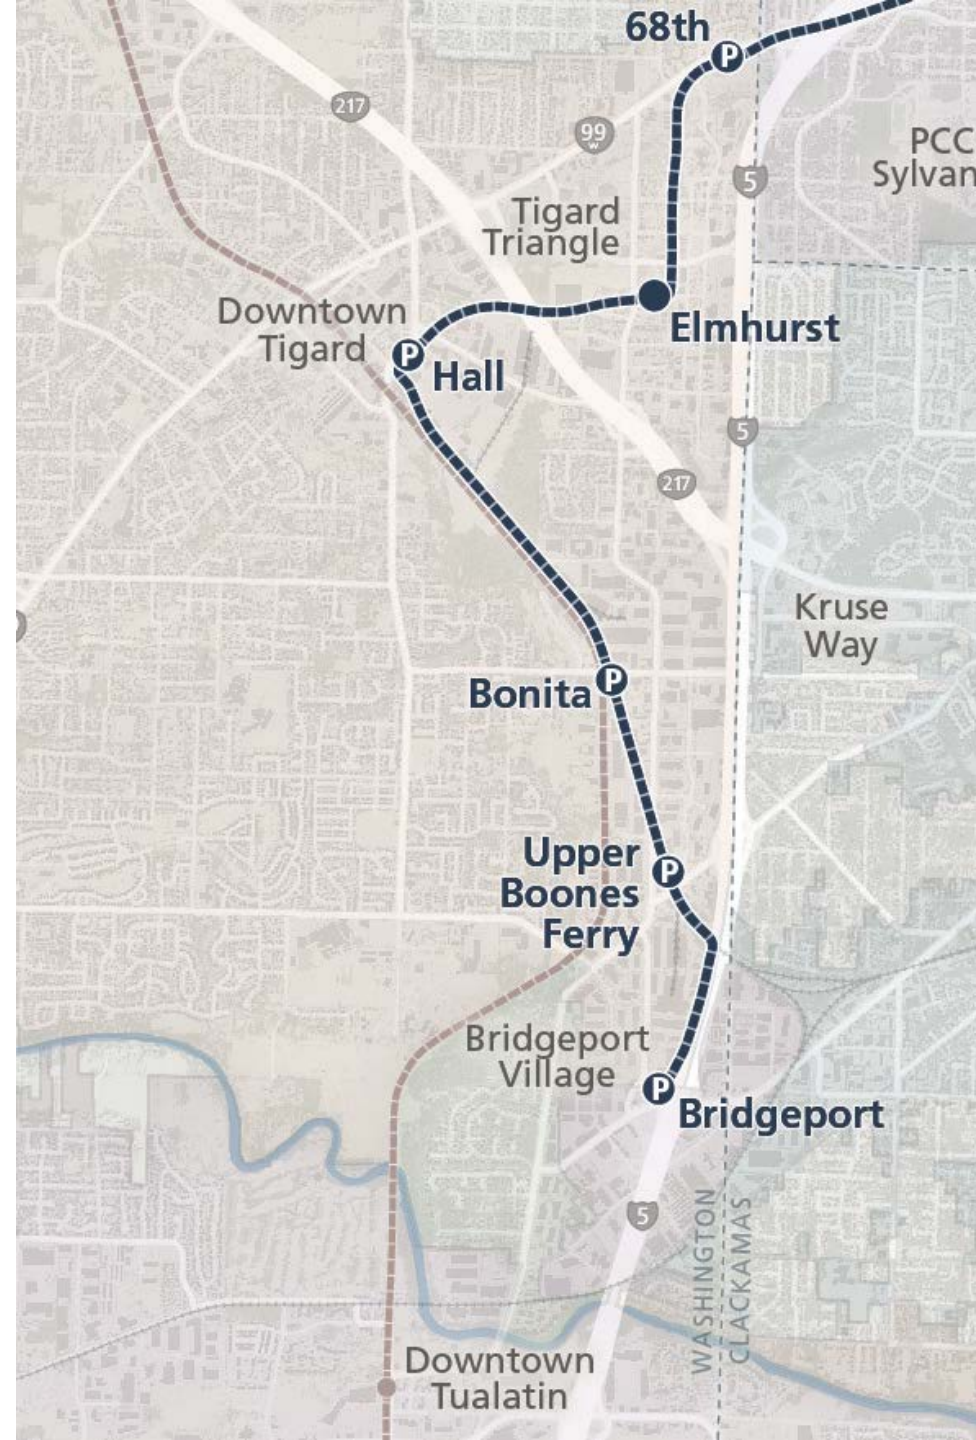 68th
P
217
99
W
PCC
Sylvan
5
Tigard
Triangle
Downtown
Tigard
Elmhurst
P
Hall
5
217
Kruse
Way
P
Bonita
Upper
Boones
Ferry
P
Bridgeport
Village
P
Bridgeport
5
WASHINGTON
CLACKAMAS
Downtown
Tualatin